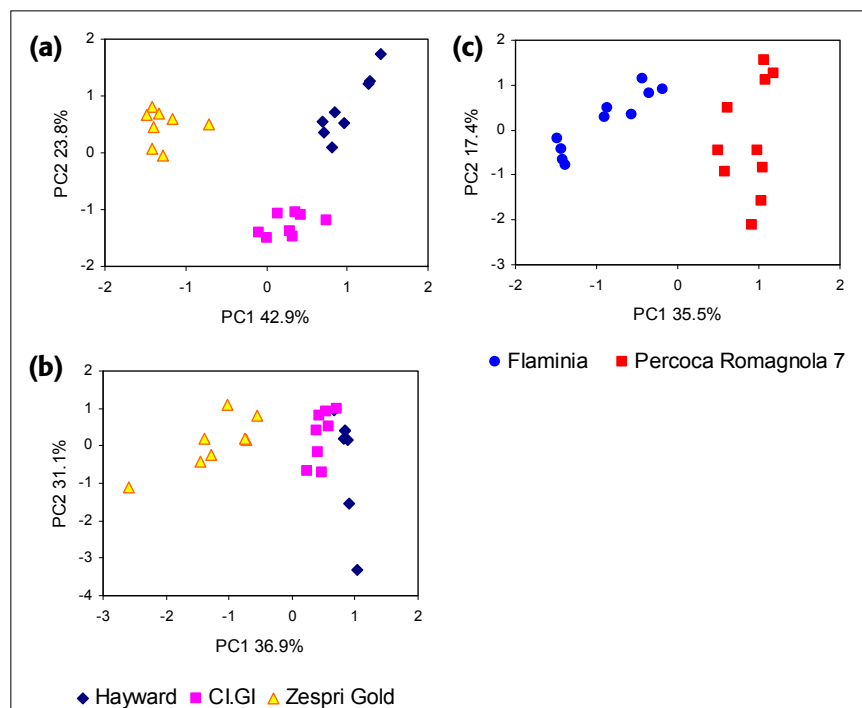 (a)
2
1
0
-1
-2
PC2 23.8%
-2 -1 0 1 2
PC1 42.9%
(c)
2
1
0
-1
-2
-3
PC2 17.4%
-2 -1 0 1 2
PC1 35.5%
Flaminia Percoca Romagnola 7
(b)
2
1
0
-1
-2
-3
-4
PC2 31.1%
-3 -2 -1 0 1 2
PC1 36.9%
Hayward CI.GI Zespri Gold